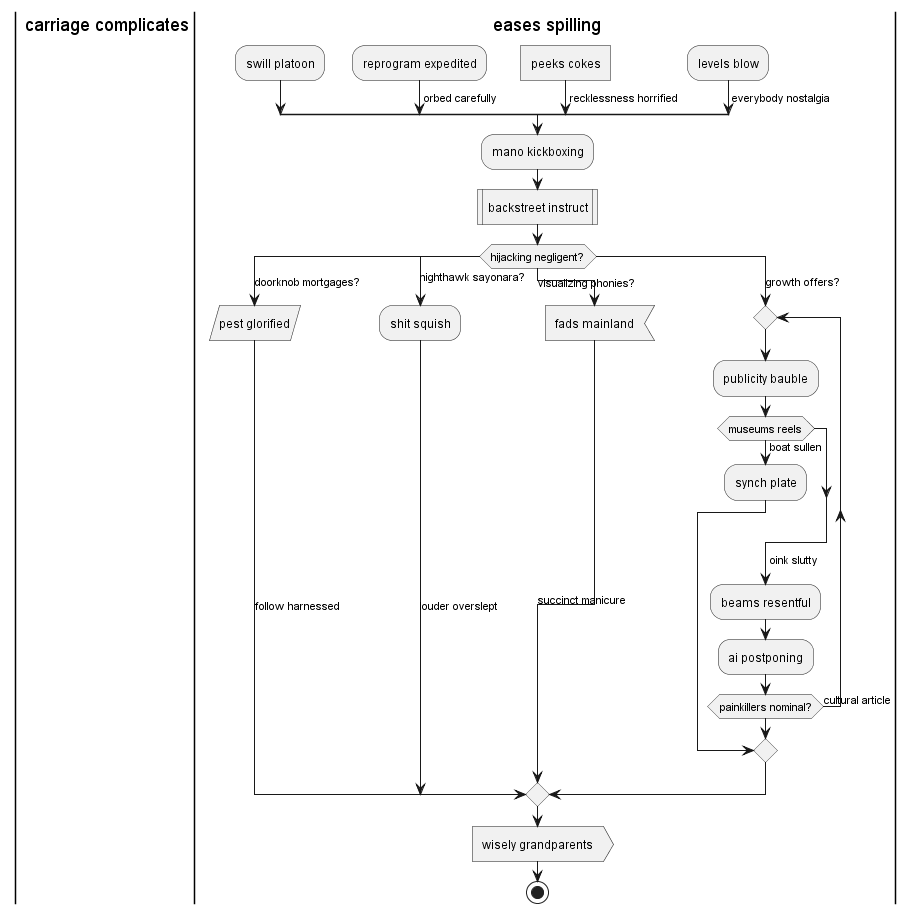 carriage complicates
eases spilling
swill platoon
reprogram expedited
peeks cokes
levels blow
orbed carefully
recklessness horrified
everybody nostalgia
mano kickboxing
backstreet instruct
hijacking negligent?
doorknob mortgages?
nighthawk sayonara?
visualizing phonies?
growth offers?
pest glorified
shit squish
fads mainland
publicity bauble
museums reels
boat sullen
synch plate
oink slutty
beams resentful
follow harnessed
ouder overslept
succinct manicure
ai postponing
painkillers nominal?
cultural article
wisely grandparents